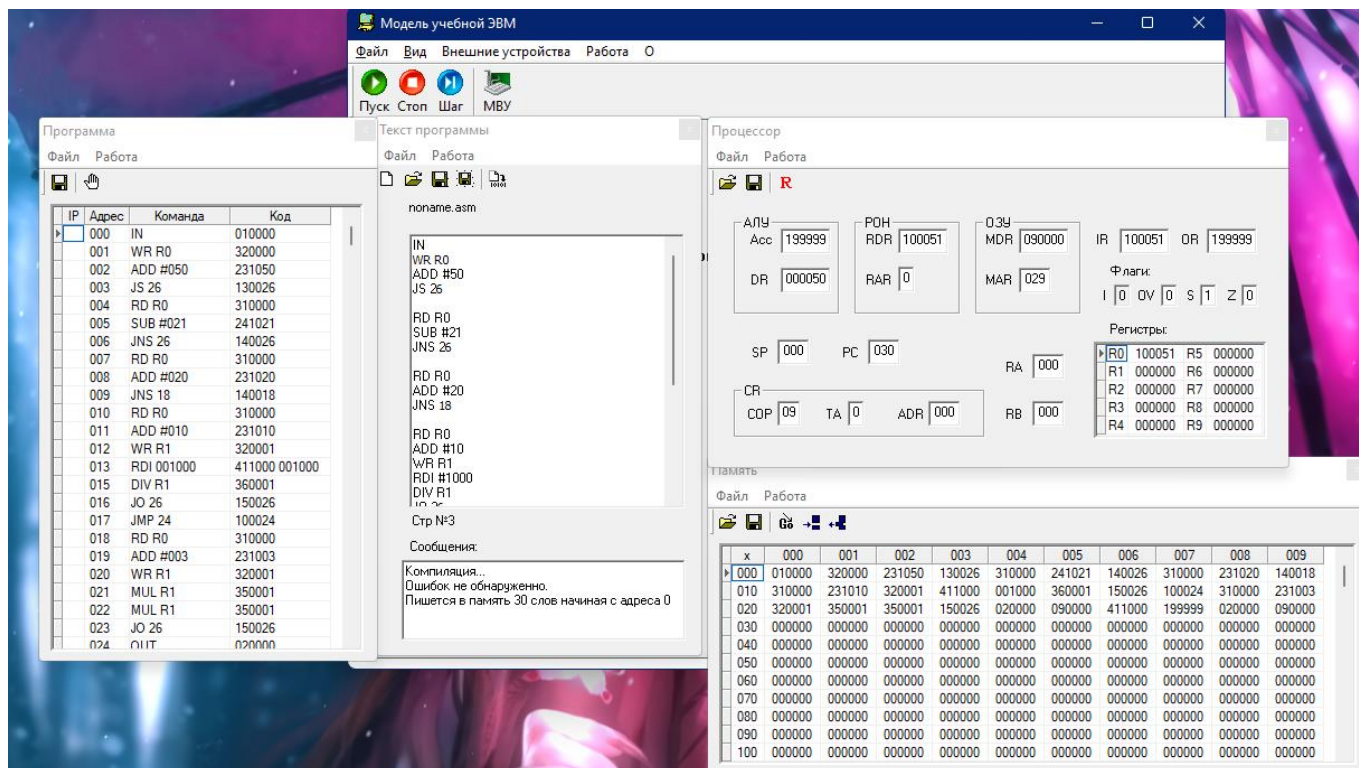 Модель учебной ЭВМ
Файл Вид Внешние устройства Работа О
Пуск Стоп Шаг МВУ
Программа
Файл Работа
IP Адрес Команда Код
000 IN 010000
001 WR R0 320000
002 ADD #050 231050
003 JS 26 130026
004 RD R0 310000
005 SUB #021 241021
006 JNS 26 140026
007 RD R0 310000
008 ADD #020 231020
009 JNS 18 140018
010 RD R0 310000
011 ADD #010 231010
012 WR R1 320001
013 RDI 001000 411000 001000
015 DIV R1 360001
016 JO 26 150026
017 JMP 24 100024
018 RD R0 310000
019 ADD #003 231003
020 WR R1 320001
021 MUL R1 350001
022 MUL R1 350001
023 JO 26 150026
024 OUT 020000
Текст программы
Файл Работа
noname.asm
IN
WR R0
ADD #50
JS 26
RD R0
SUB #21
JNS 26
RD R0
ADD #20
JNS 18
RD R0
ADD #10
WR R1
RDI #1000
DIV R1
Стр №3
Сообщения:
Компиляция...
Ошибок не обнаруженно.
Пишется в память 30 слов начиная с адреса 0
Процессор
Файл Работа
R
АЛУ РОН ОЗУ
Acc 199999 RDR 100051 MDR 090000 IR 100051 OR 199999
DR 000050 RAR 0 MAR 029
Флаги:
I 0 OV 0 S 1 Z 0
SP 000 PC 030 RA 000
CR
COP 09 TA 0 ADR 000 RB 000
Регистры:
R0 100051 R5 000000
R1 000000 R6 000000
R2 000000 R7 000000
R3 000000 R8 000000
R4 000000 R9 000000
Память
Файл Работа
Go
x 000 001 002 003 004 005 006 007 008 009
000 010000 320000 231050 130026 310000 241021 140026 310000 231020 140018
010 310000 231010 320001 411000 001000 360001 150026 100024 310000 231003
020 320001 350001 350001 150026 020000 090000 411000 199999 020000 090000
030 000000 000000 000000 000000 000000 000000 000000 000000 000000 000000
040 000000 000000 000000 000000 000000 000000 000000 000000 000000 000000
050 000000 000000 000000 000000 000000 000000 000000 000000 000000 000000
060 000000 000000 000000 000000 000000 000000 000000 000000 000000 000000
070 000000 000000 000000 000000 000000 000000 000000 000000 000000 000000
080 000000 000000 000000 000000 000000 000000 000000 000000 000000 000000
090 000000 000000 000000 000000 000000 000000 000000 000000 000000 000000
100 000000 000000 000000 000000 000000 000000 000000 000000 000000 000000